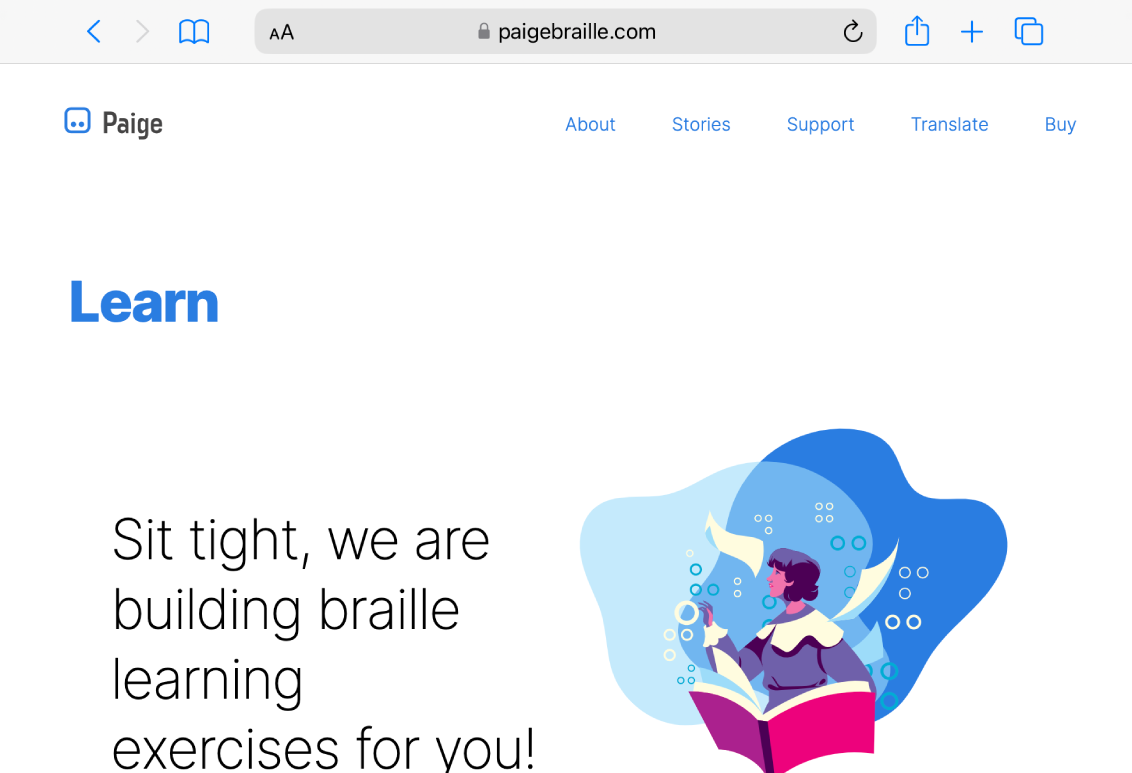 AA paigebraille.com
Paige About Stories Support Translate Buy
Learn
Sit tight, we are
building braille
learning
exercises for you!